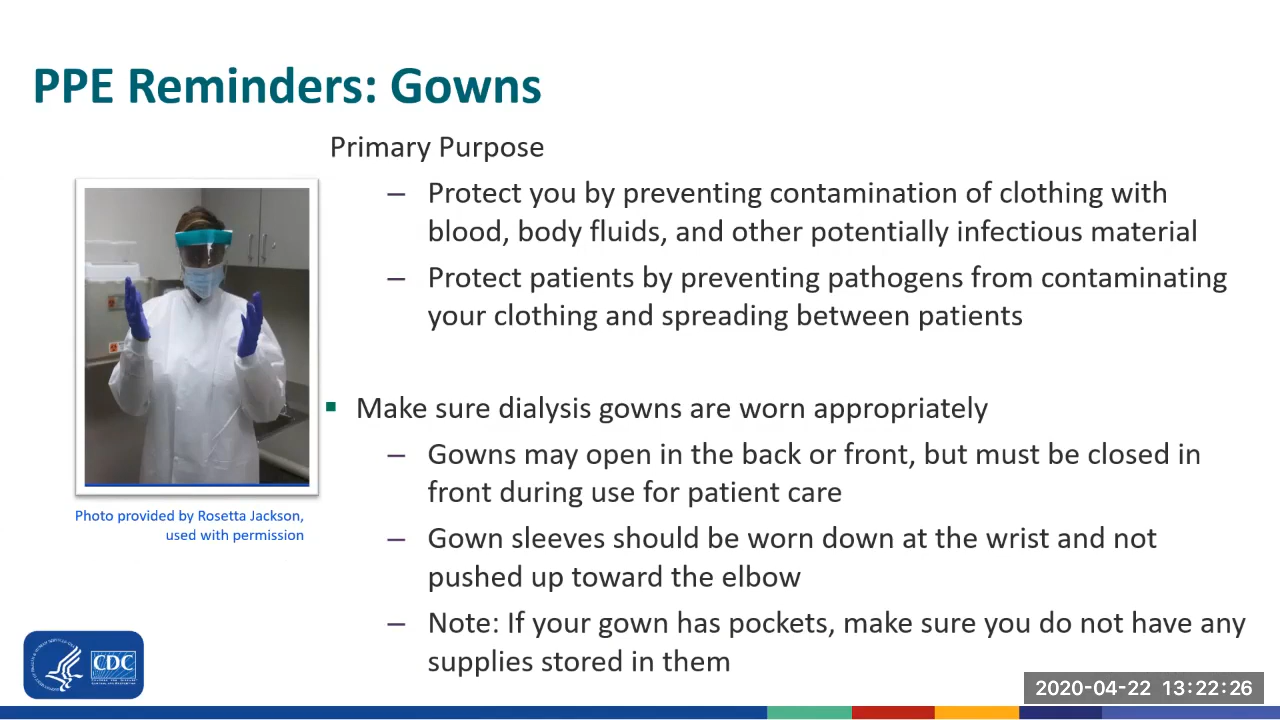 PPE Reminders: Gowns
Primary Purpose
– Protect you by preventing contamination of clothing with
blood, body fluids, and other potentially infectious material
– Protect patients by preventing pathogens from contaminating
your clothing and spreading between patients
▪ Make sure dialysis gowns are worn appropriately
– Gowns may open in the back or front, but must be closed in
front during use for patient care
– Gown sleeves should be worn down at the wrist and not
pushed up toward the elbow
– Note: If your gown has pockets, make sure you do not have any
supplies stored in them
Photo provided by Rosetta Jackson,
used with permission
CDC
2020-04-22 13:22:26